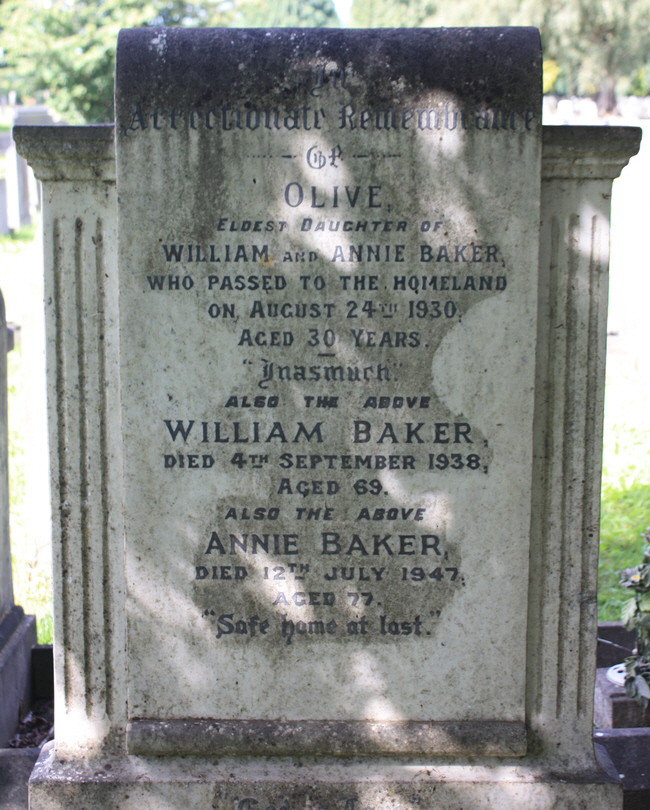 In
Affectionate Remembrance
OF
OLIVE,
ELDEST DAUGHTER OF
WILLIAM AND ANNIE BAKER,
WHO PASSED TO THE HOMELAND
ON AUGUST 24TH 1930,
AGED 30 YEARS.
"Inasmuch"
ALSO THE ABOVE
WILLIAM BAKER,
DIED 4TH SEPTEMBER 1938,
AGED 69.
ALSO THE ABOVE
ANNIE BAKER,
DIED 12TH JULY 1947,
AGED 77.
"Safe home at last."